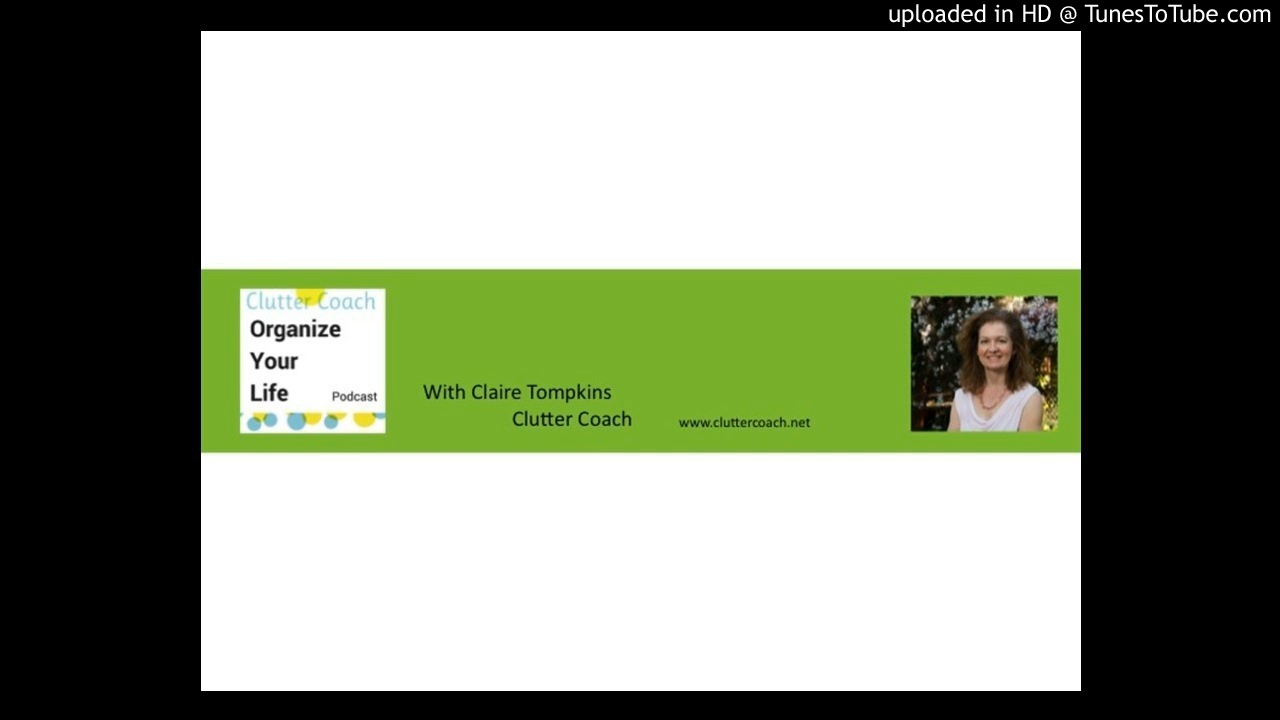 uploaded in HD @ TunesToTube.com
Clutter Coach
Organize
Your
Life
Podcast
With Claire Tompkins
Clutter Coach
www.cluttercoach.net